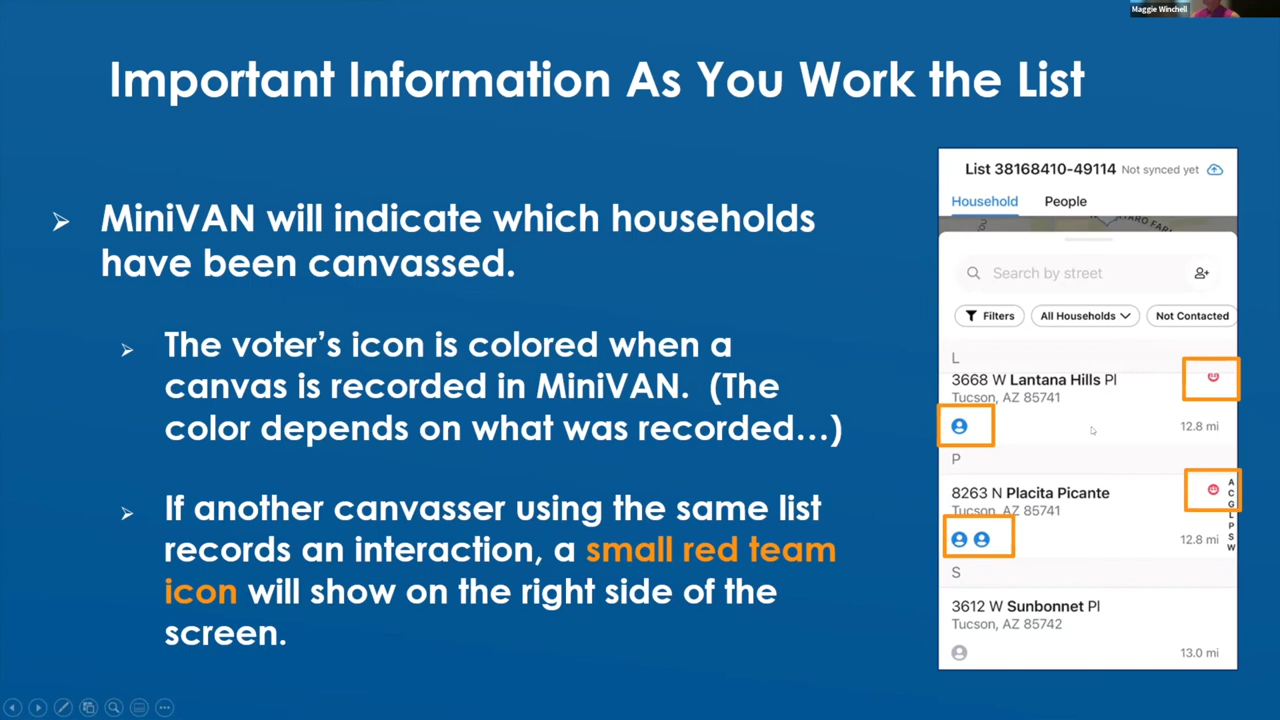 Maggie Winchell
Important Information As You Work the List
MiniVAN will indicate which households
have been canvassed.
The voter’s icon is colored when a
canvas is recorded in MiniVAN.  (The
color depends on what was recorded…)
If another canvasser using the same list
records an interaction, a small red team
icon will show on the right side of the
screen.
List 38168410-49114 Not synced yet
Household People
Search by street
Filters All Households Not Contacted
L
3668 W Lantana Hills Pl
Tucson, AZ 85741
12.8 mi
P
8263 N Placita Picante
Tucson, AZ 85741
12.8 mi
S
3612 W Sunbonnet Pl
Tucson, AZ 85742
13.0 mi
A
C
G
L
P
S
W